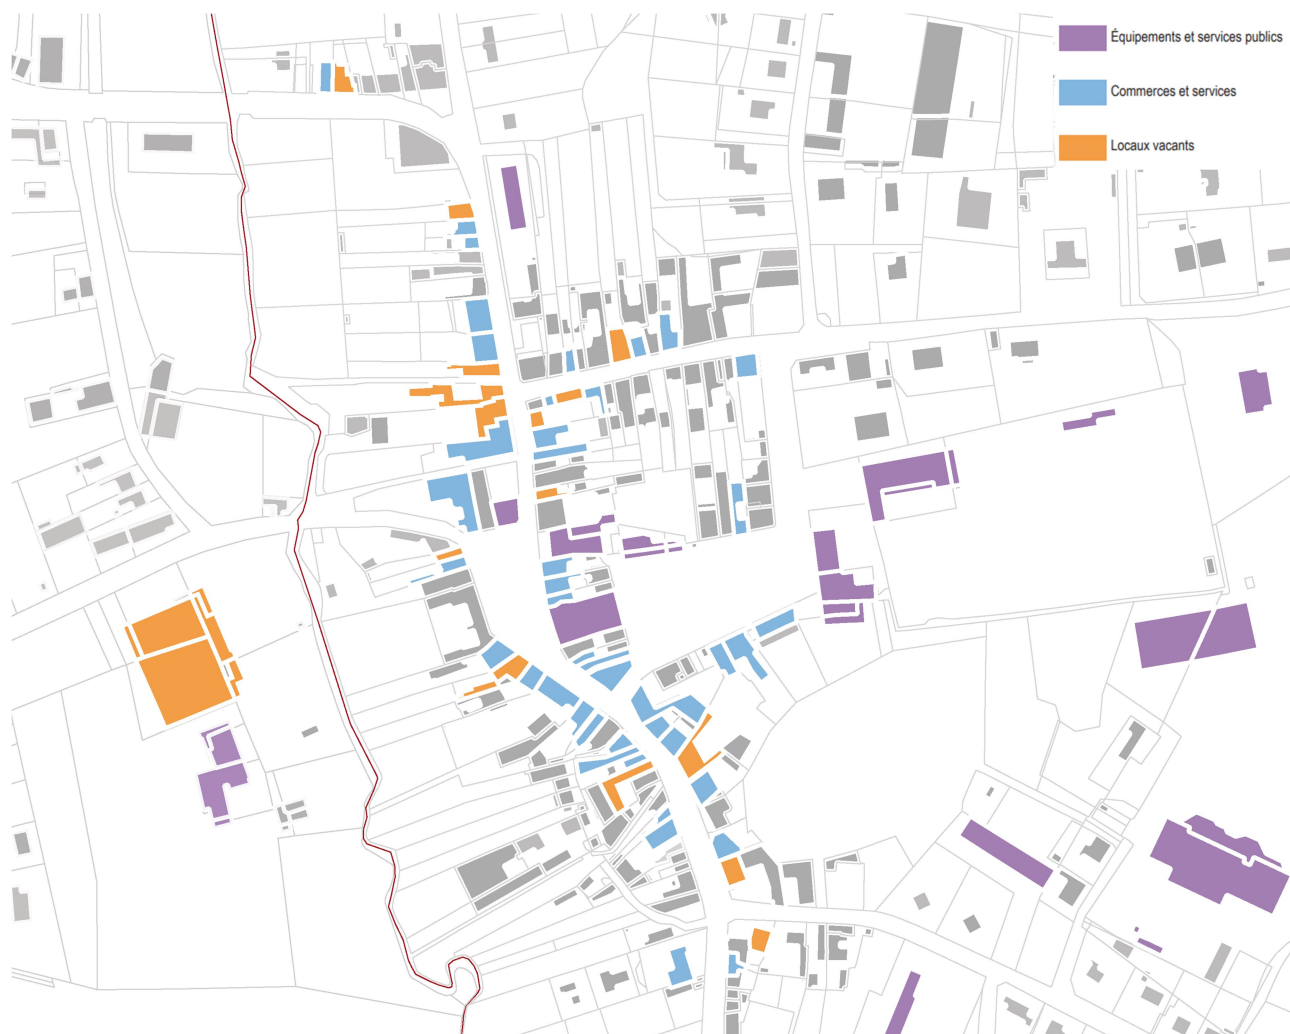 Équipements et services publics
Commerces et services
Locaux vacants